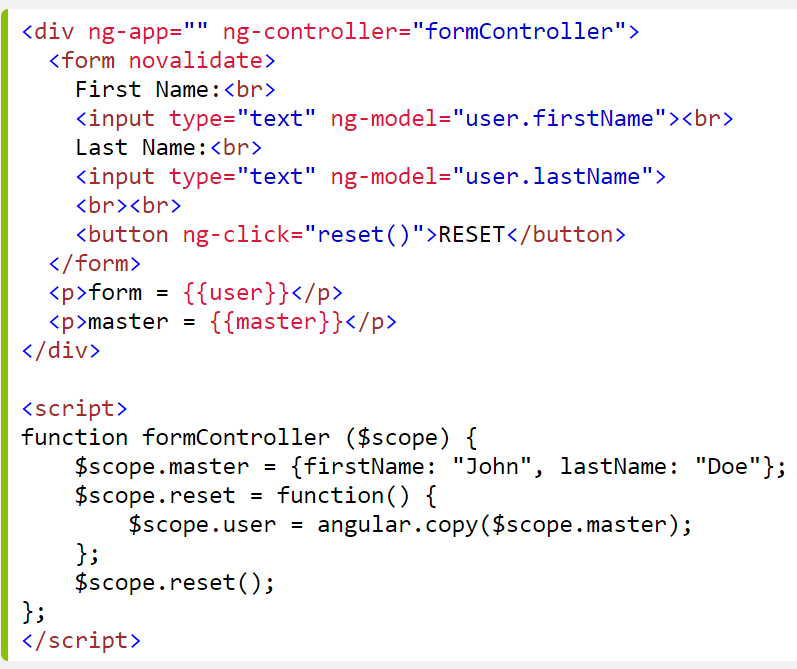 <div ng-app="" ng-controller="formController">
  <form novalidate>
    First Name:<br>
    <input type="text" ng-model="user.firstName"><br>
    Last Name:<br>
    <input type="text" ng-model="user.lastName">
    <br><br>
    <button ng-click="reset()">RESET</button>
  </form>
  <p>form = {{user}}</p>
  <p>master = {{master}}</p>
</div>

<script>
function formController ($scope) {
    $scope.master = {firstName: "John", lastName: "Doe"};
    $scope.reset = function() {
        $scope.user = angular.copy($scope.master);
    };
    $scope.reset();
};
</script>